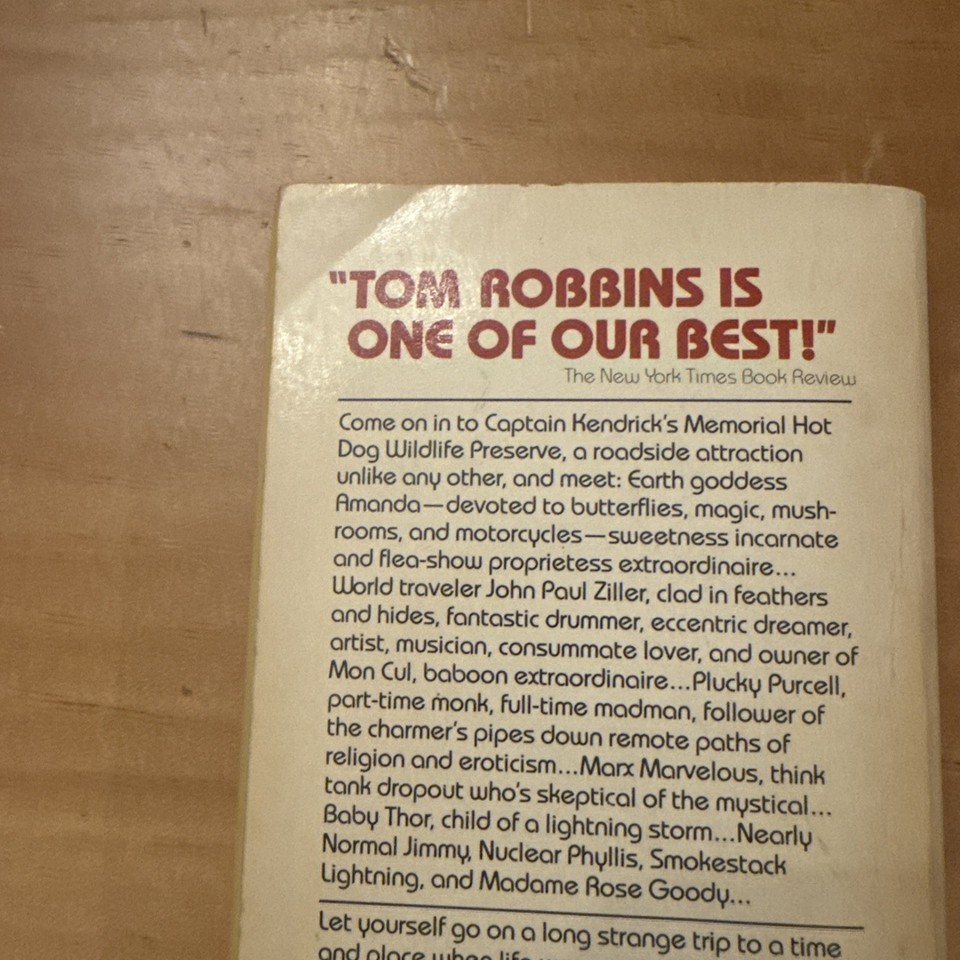 "TOM ROBBINS IS
ONE OF OUR BEST!"
The New York Times Book Review
Come on in to Captain Kendrick's Memorial Hot
Dog Wildlife Preserve, a roadside attraction
unlike any other, and meet: Earth goddess
Amanda—devoted to butterflies, magic, mush-
rooms, and motorcycles—sweetness incarnate
and flea-show proprietess extraordinaire...
World traveler John Paul Ziller, clad in feathers
and hides, fantastic drummer, eccentric dreamer,
artist, musician, consummate lover, and owner of
Mon Cul, baboon extraordinaire...Plucky Purcell,
part-time monk, full-time madman, follower of
the charmer's pipes down remote paths of
religion and eroticism...Marx Marvelous, think
tank dropout who's skeptical of the mystical...
Baby Thor, child of a lightning storm...Nearly
Normal Jimmy, Nuclear Phyllis, Smokestack
Lightning, and Madame Rose Goody...
Let yourself go on a long strange trip to a time
and place when life